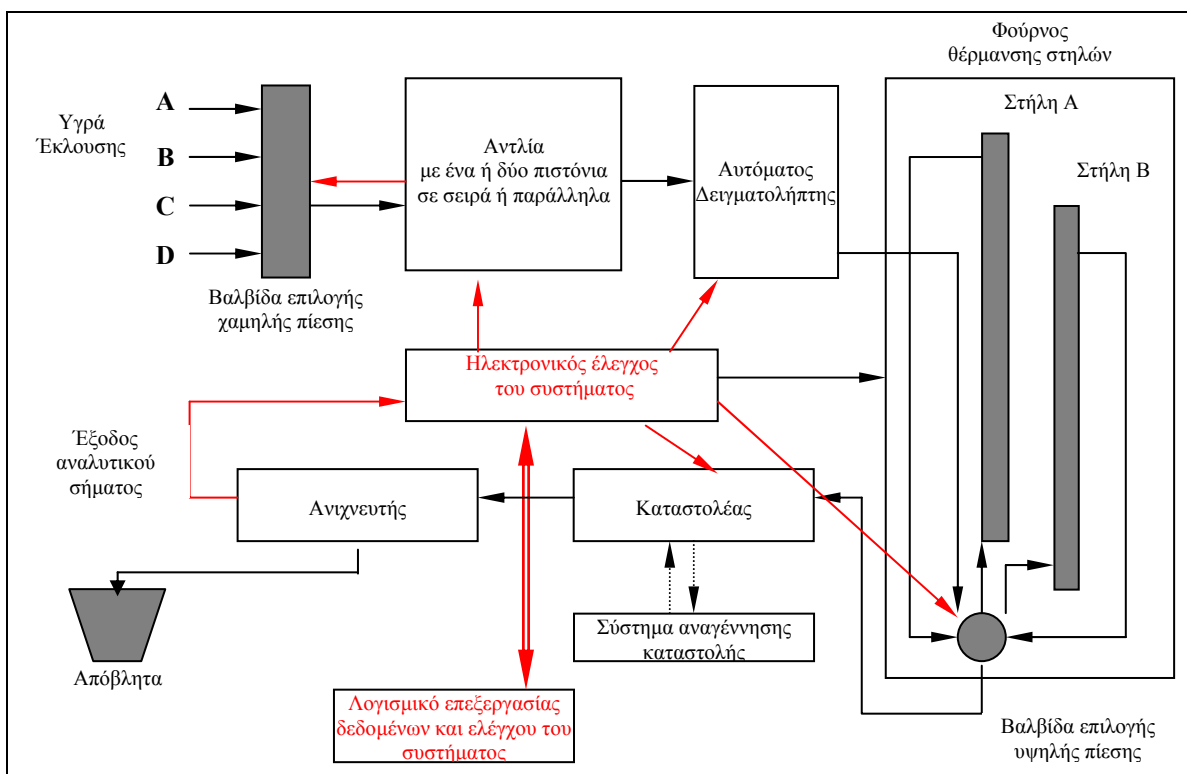 Φούρνος
θέρμανσης στηλών
Υγρά
Έκλουσης
A
B
C
D
Βαλβίδα επιλογής
χαμηλής πίεσης
Αντλία
με ένα ή δύο πιστόνια
σε σειρά ή παράλληλα
Αυτόματος
Δειγματολήπτης
Στήλη Α
Στήλη Β
Ηλεκτρονικός έλεγχος
του συστήματος
Έξοδος
αναλυτικού
σήματος
Ανιχνευτής
Καταστολέας
Απόβλητα
Σύστημα αναγέννησης
καταστολής
Λογισμικό επεξεργασίας
δεδομένων και ελέγχου του
συστήματος
Βαλβίδα επιλογής
υψηλής πίεσης